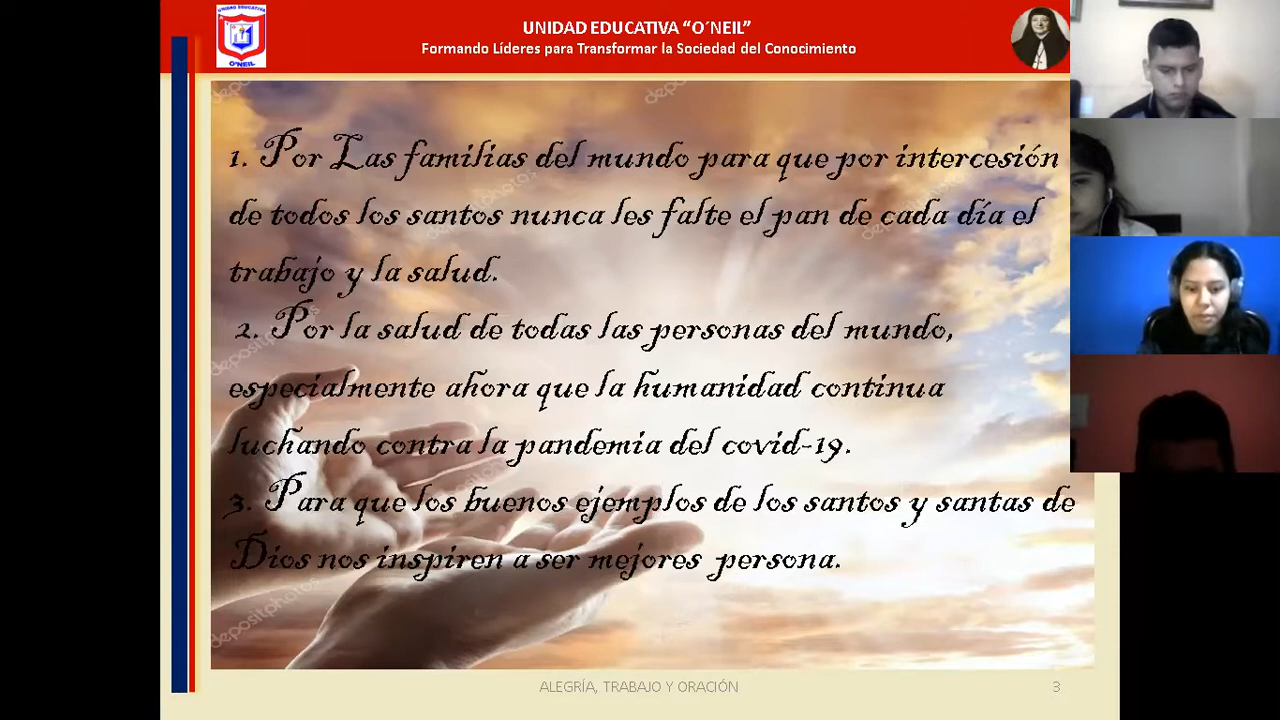 UNIDAD EDUCATIVA
O'NEIL
UNIDAD EDUCATIVA “O´NEIL”
Formando Líderes para Transformar la Sociedad del Conocimiento
1. Por Las familias del mundo para que por intercesión
de todos los santos nunca les falte el pan de cada día el
trabajo y la salud.
2. Por la salud de todas las personas del mundo,
especialmente ahora que la humanidad continua
luchando contra la pandemia del covid-19.
3. Para que los buenos ejemplos de los santos y santas de
Dios nos inspiren a ser mejores persona.
depositphotos
ALEGRÍA, TRABAJO Y ORACIÓN
3